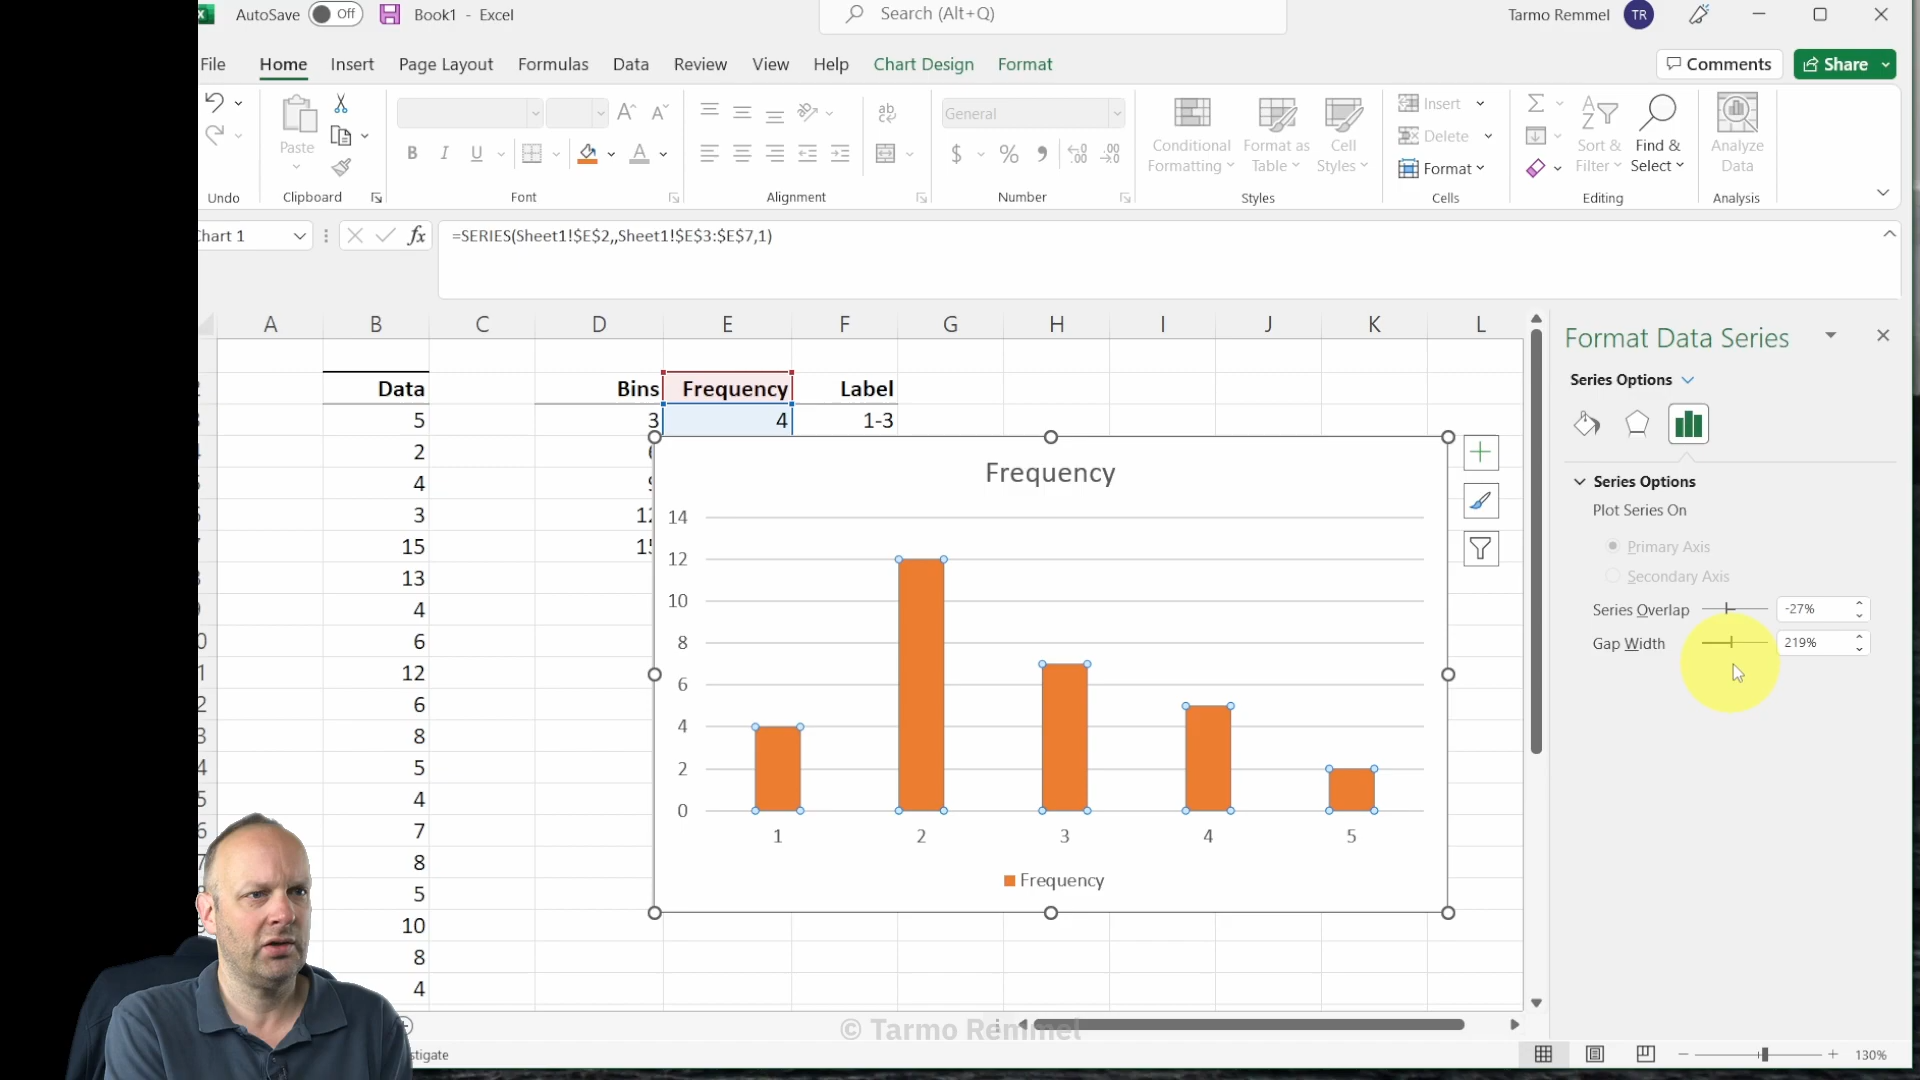 AutoSave Off Book1 - Excel Search (Alt+Q) Tarmo Remmel TR
File Home Insert Page Layout Formulas Data Review View Help Chart Design Format Comments Share
General Insert
B I U $ % Delete
Paste Conditional Formatting Format as Table Cell Styles Format Sort & Filter Find & Select Analyze Data
Undo Clipboard Font Alignment Number Styles Cells Editing Analysis
Chart 1 fx =SERIES(Sheet1!$E$2,,Sheet1!$E$3:$E$7,1)
A B C D E F G H I J K L
Data Bins Frequency Label
5 3 4 1-3
2
4
3 12
15 15
13
4
6
12
6
8
5
4
7
8
5
10
8
4
Frequency
14
12
10
8
6
4
2
0
1 2 3 4 5
Frequency
Format Data Series
Series Options
Series Options
Plot Series On
Primary Axis
Secondary Axis
Series Overlap -27%
Gap Width 219%
© Tarmo Remmel
130%